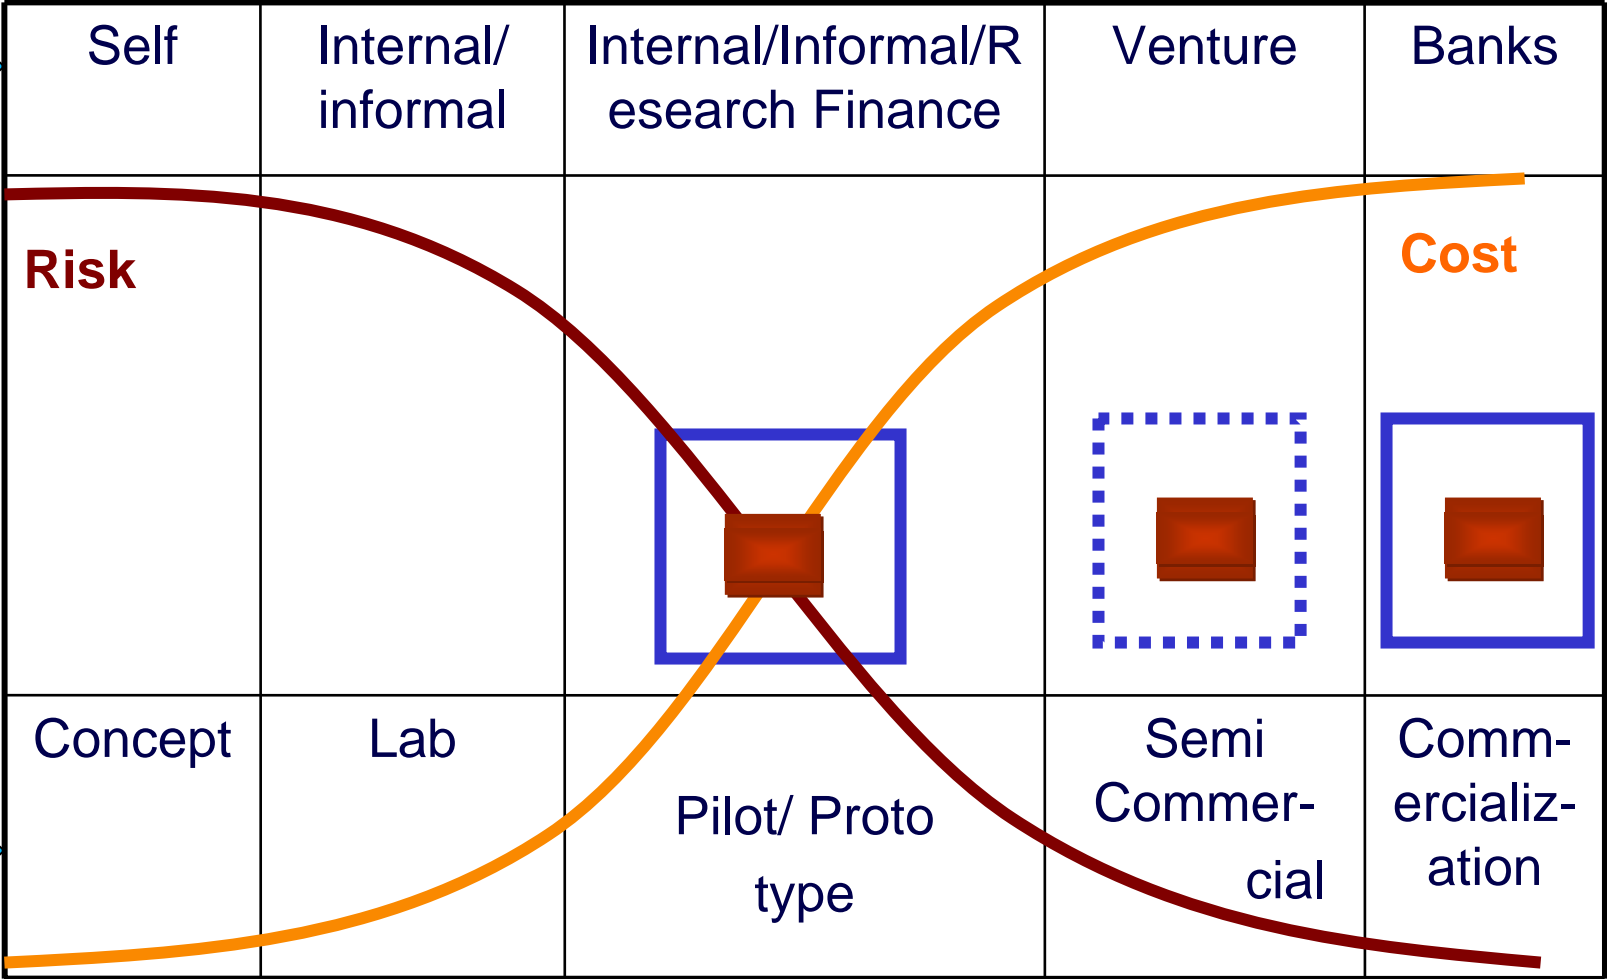 Self
Internal/
informal
Internal/Informal/R
esearch Finance
Venture
Banks
Risk
Cost
Concept
Lab
Pilot/ Proto
type
Semi
Commer-
cial
Comm-
ercializ-
ation